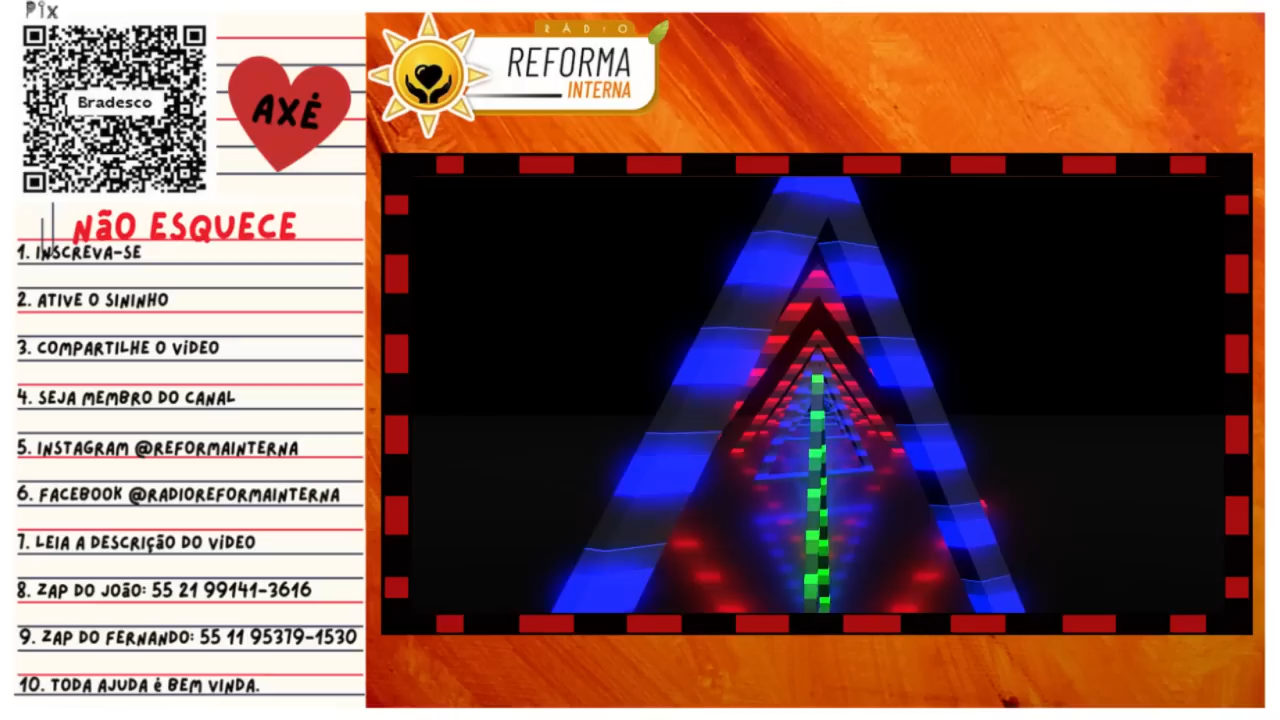 Pix
Bradesco
AXÉ
NÃO ESQUECE
1. INSCREVA-SE
2. ATIVE O SININHO
3. COMPARTILHE O VÍDEO
4. SEJA MEMBRO DO CANAL
5. INSTAGRAM @REFORMAINTERNA
6. FACEBOOK @RADIOREFORMAINTERNA
7. LEIA A DESCRIÇÃO DO VÍDEO
8. ZAP DO JOÃO: 55 21 99141-3616
9. ZAP DO FERNANDO: 55 11 95379-1530
10. TODA AJUDA É BEM VINDA.
RÁDIO
REFORMA
INTERNA